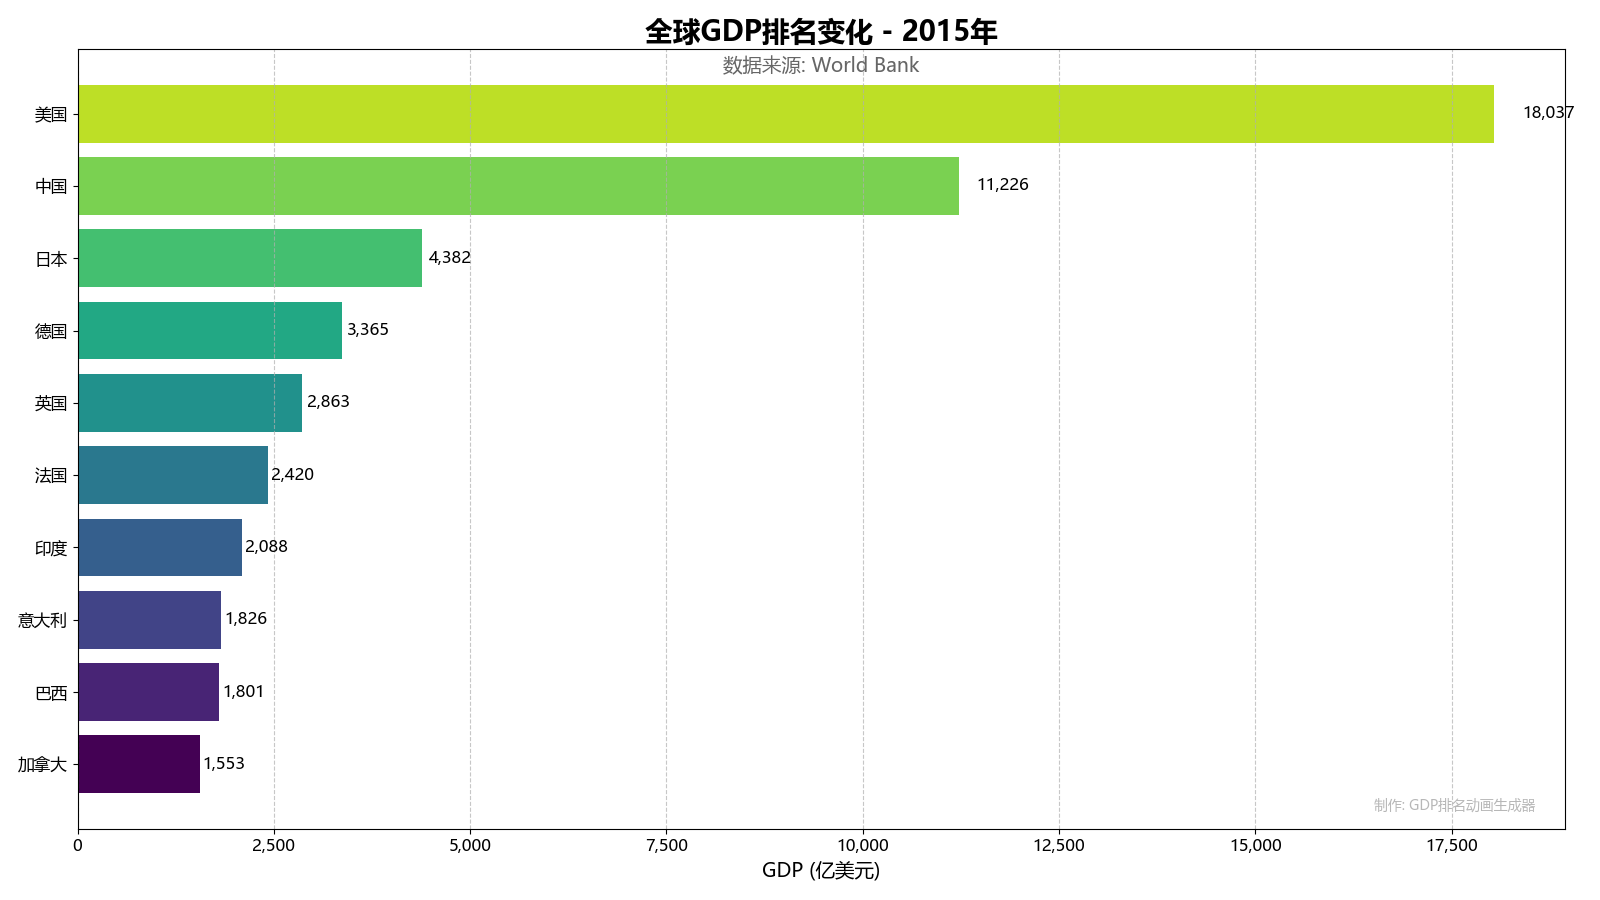 全球GDP排名变化 - 2015年
数据来源: World Bank
美国 18,037
中国 11,226
日本 4,382
德国 3,365
英国 2,863
法国 2,420
印度 2,088
意大利 1,826
巴西 1,801
加拿大 1,553
制作: GDP排名动画生成器
0 2,500 5,000 7,500 10,000 12,500 15,000 17,500
GDP (亿美元)